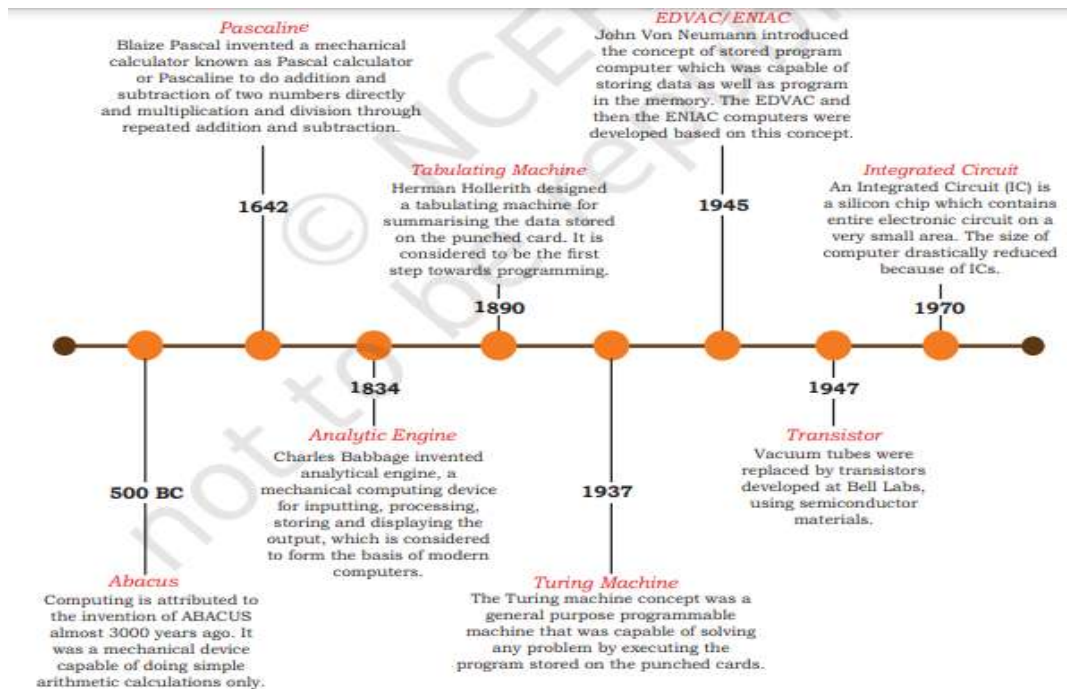 Pascaline
Blaize Pascal invented a mechanical
calculator known as Pascal calculator
or Pascaline to do addition and
subtraction of two numbers directly
and multiplication and division through
repeated addition and subtraction.
1642
Tabulating Machine
Herman Hollerith designed
a tabulating machine for
summarising the data stored
on the punched card. It is
considered to be the first
step towards programming.
1890
EDVAC/ENIAC
John Von Neumann introduced
the concept of stored program
computer which was capable of
storing data as well as program
in the memory. The EDVAC and
then the ENIAC computers were
developed based on this concept.
1945
Integrated Circuit
An Integrated Circuit (IC) is
a silicon chip which contains
entire electronic circuit on a
very small area. The size of
computer drastically reduced
because of ICs.
1970
500 BC
Abacus
Computing is attributed to
the invention of ABACUS
almost 3000 years ago. It
was a mechanical device
capable of doing simple
arithmetic calculations only.
1834
Analytic Engine
Charles Babbage invented
analytical engine, a
mechanical computing device
for inputting, processing,
storing and displaying the
output, which is considered
to form the basis of modern
computers.
1937
Turing Machine
The Turing machine concept was a
general purpose programmable
machine that was capable of solving
any problem by executing the
program stored on the punched cards.
1947
Transistor
Vacuum tubes were
replaced by transistors
developed at Bell Labs,
using semiconductor
materials.
not to be